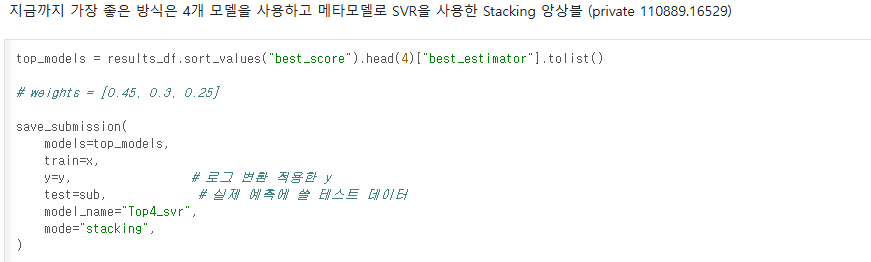 지금까지 가장 좋은 방식은 4개 모델을 사용하고 메타모델로 SVR을 사용한 Stacking 앙상블 (private 110889.16529)
top_models = results_df.sort_values("best_score").head(4)["best_estimator"].tolist()
# weights = [0.45, 0.3, 0.25]
save_submission(
    models=top_models,
    train=x,
    y=y,                # 로그 변환 적용한 y
    test=sub,            # 실제 예측에 쓸 테스트 데이터
    model_name="Top4_svr",
    mode="stacking",
)